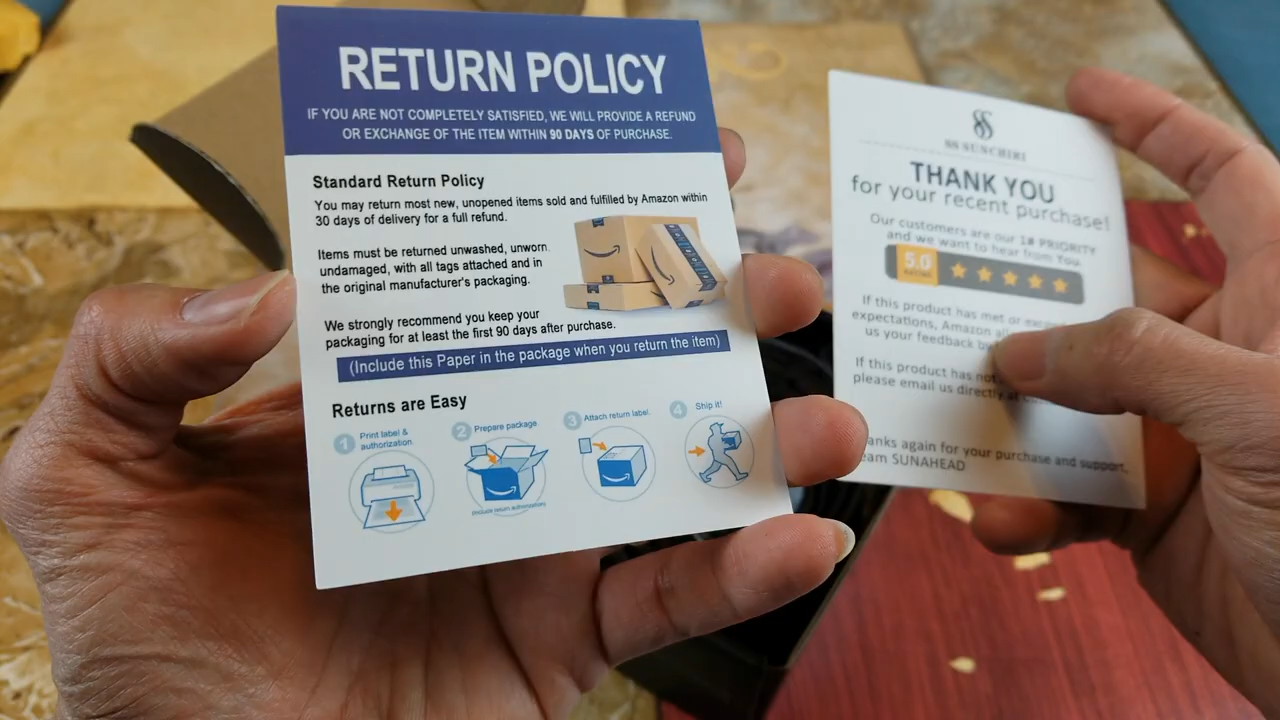 RETURN POLICY
IF YOU ARE NOT COMPLETELY SATISFIED, WE WILL PROVIDE A REFUND
OR EXCHANGE OF THE ITEM WITHIN 90 DAYS OF PURCHASE.
Standard Return Policy
You may return most new, unopened items sold and fulfilled by Amazon within
30 days of delivery for a full refund.
Items must be returned unwashed, unworn.
undamaged, with all tags attached and in
the original manufacturer's packaging.
We strongly recommend you keep your
packaging for at least the first 90 days after purchase.
(Include this Paper in the package when you return the item)
Returns are Easy
1 Print label &
authorization
2 Prepare package
(Include return authorization)
3 Attach return label.
4 Ship it!
SS SUNCHIRI
THANK YOU
for your recent purchase!
Our customers are our 1# PRIORITY
and we want to hear from You.
5.0
RATING
If this product has met or
expectations, Amazon
us your feedback
If this product has not
please email us directly at
anks again for your purchase and support,
eam SUNAHEAD